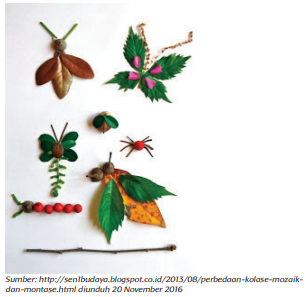 Sumber: http://sen1budaya.blogspot.co.id/2013/08/perbedaan-kolase-mozaik-
dan-montase.html diunduh 20 November 2016